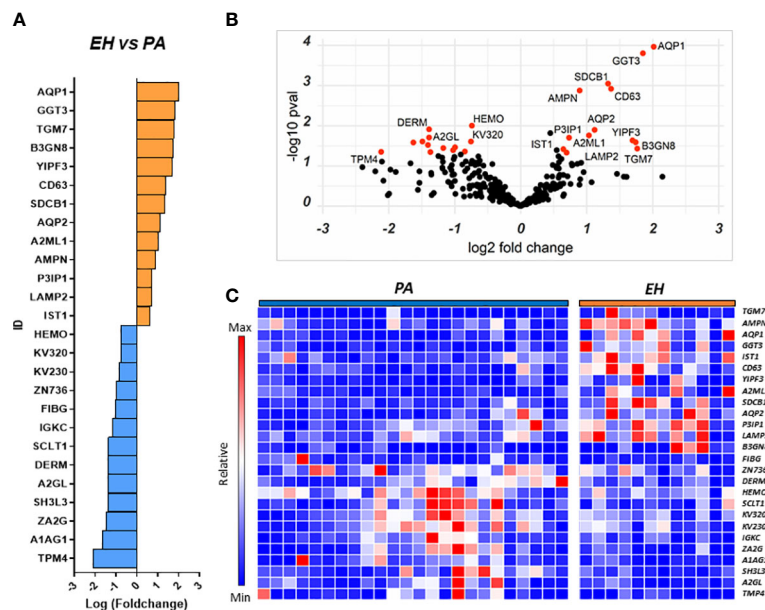 A
EH vs PA
ID
AQP1
GGT3
TGM7
B3GN8
YIPF3
CD63
SDCB1
AQP2
A2ML1
AMPN
P3IP1
LAMP2
IST1
HEMO
KV320
KV230
ZN736
FIBG
IGKC
SCLT1
DERM
A2GL
SH3L3
ZA2G
A1AG1
TPM4
-3 -2 -1 0 1 2 3
Log (Foldchange)
B
-log10 pval
4
3
2
1
0
-3 -2 -1 0 1 2 3
log2 fold change
AQP1
GGT3
SDCB1
CD63
AMPN
HEMO
DERM
A2GL
KV320
TPM4
AQP2
P3IP1
YIPF3
IST1
A2ML1
B3GN8
LAMP2
TGM7
C
PA
EH
Max
Relative
Min
TGM7
AMPN
AQP1
GGT3
IST1
CD63
YIPF3
A2ML
SDCB1
AQP2
P3IP1
LAMP
B3GN
FIBG
ZN736
DERM
HEMO
SCLT1
KV320
KV230
IGKC
ZA2G
A1AG
SH3L3
A2GL
TMP4